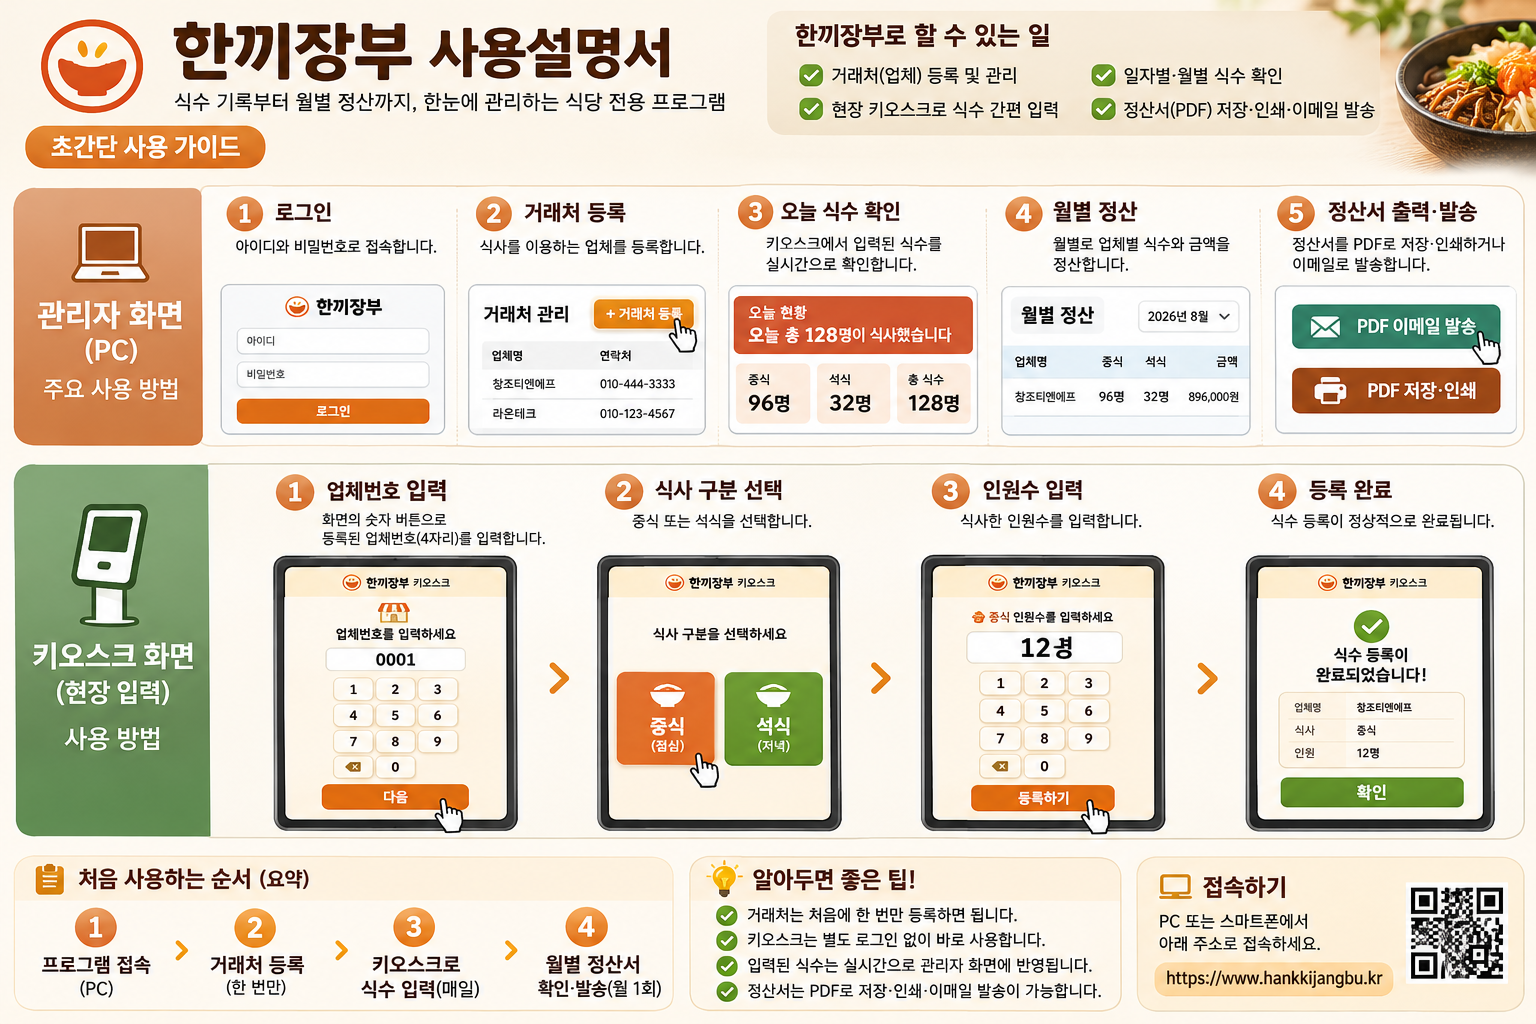 한끼장부 사용설명서
식수 기록부터 월별 정산까지, 한눈에 관리하는 식당 전용 프로그램
초간단 사용 가이드
한끼장부로 할 수 있는 일
거래처(업체) 등록 및 관리
일자별·월별 식수 확인
현장 키오스크로 식수 간편 입력
정산서(PDF) 저장·인쇄·이메일 발송
관리자 화면
(PC)
주요 사용 방법
1 로그인
아이디와 비밀번호로 접속합니다.
한끼장부
아이디
비밀번호
로그인
2 거래처 등록
식사를 이용하는 업체를 등록합니다.
거래처 관리
+ 거래처 등록
업체명 연락처
창조티엔에프 010-444-3333
라온테크 010-123-4567
3 오늘 식수 확인
키오스크에서 입력된 식수를
실시간으로 확인합니다.
오늘 현황
오늘 총 128명이 식사했습니다
중식 석식 총 식수
96명 32명 128명
4 월별 정산
월별로 업체별 식수와 금액을
정산합니다.
월별 정산
2026년 8월
업체명 중식 석식 금액
창조티엔에프 96명 32명 896,000원
5 정산서 출력·발송
정산서를 PDF로 저장·인쇄하거나
이메일로 발송합니다.
PDF 이메일 발송
PDF 저장·인쇄
키오스크 화면
(현장 입력)
사용 방법
1 업체번호 입력
화면의 숫자 버튼으로
등록된 업체번호(4자리)를 입력합니다.
한끼장부 키오스크
업체번호를 입력하세요
0001
1 2 3
4 5 6
7 8 9
0
다음
2 식사 구분 선택
중식 또는 석식을 선택합니다.
한끼장부 키오스크
식사 구분을 선택하세요
중식 석식
(점심) (저녁)
3 인원수 입력
식사한 인원수를 입력합니다.
한끼장부 키오스크
중식 인원수를 입력하세요
12
1 2 3
4 5 6
7 8 9
0
등록하기
4 등록 완료
식수 등록이 정상적으로 완료됩니다.
한끼장부 키오스크
식수 등록이
완료되었습니다!
업체명 창조티엔에프
식사 중식
인원 12명
확인
처음 사용하는 순서 (요약)
1
프로그램 접속
(PC)
2
거래처 등록
(한 번만)
3
키오스크로
식수 입력(매일)
4
월별 정산서
확인·발송(월 1회)
알아두면 좋은 팁!
거래처는 처음에 한 번만 등록하면 됩니다.
키오스크는 별도 로그인 없이 바로 사용합니다.
입력된 식수는 실시간으로 관리자 화면에 반영됩니다.
정산서는 PDF로 저장·인쇄·이매일 발송이 가능합니다.
접속하기
PC 또는 스마트폰에서
아래 주소로 접속하세요.
https://www.hankkijangbu.kr